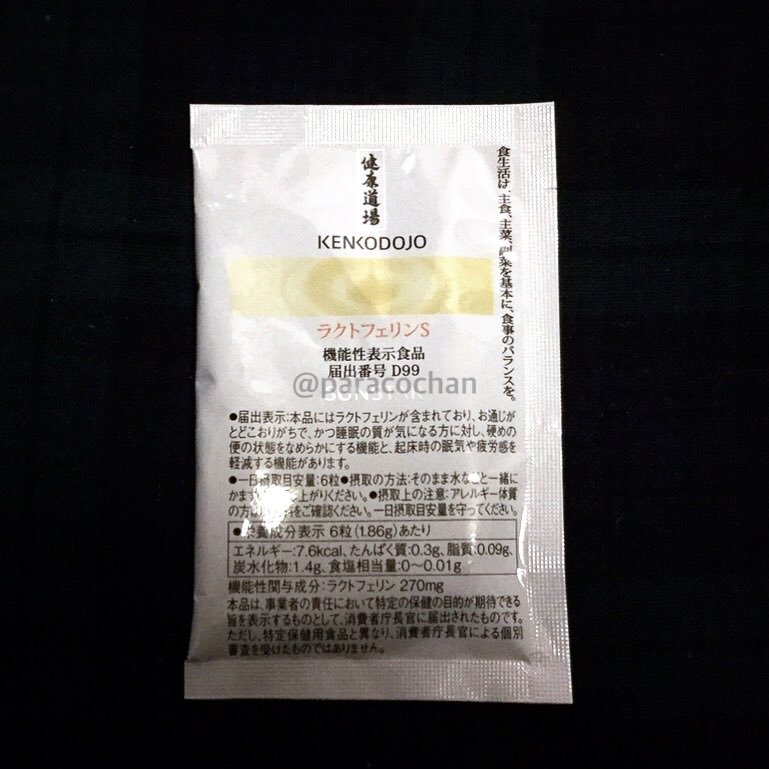 健康道場
KENKODOJO
ラクトフェリンS
機能性表示食品
届出番号 D99
@paracochan
SUNSTAR
●届出表示:本品にはラクトフェリンが含まれており、お通じが
とどこおりがちで、かつ睡眠の質が気になる方に対し、硬めの
便の状態をなめらかにする機能と、起床時の眠気や疲労感を
軽減する機能があります。
●一日摂取目安量:6粒●摂取の方法:そのまま水などと一緒に
かまず 上がりください。●摂取上の注意:アレルギー体質
の方は をご確認ください。一日摂取目安量を守ってください。
●栄養成分表示 6粒(1.86g)あたり
エネルギー:7.6kcal、たんぱく質:0.3g、脂質:0.09g、
炭水化物:1.4g、食塩相当量:0～0.01g
機能性関与成分:ラクトフェリン 270mg
本品は、事業者の責任において特定の保健の目的が期待できる
旨を表示するものとして、消費者庁長官に届出されたものです。
ただし、特定保健用食品と異なり、消費者庁長官による個別
審査を受けたものではありません。
食生活は、主食、主菜、副菜を基本に、食事のバランスを。